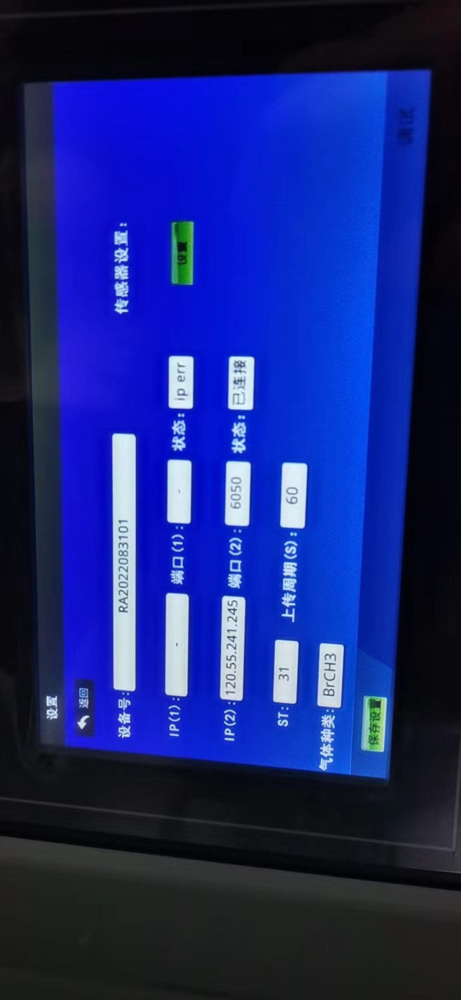 设置
返回
设备号: RA2022083101 传感器设置:
IP(1): - 端口(1): - 状态: ip err 设置
IP(2): 120.55.241.245 端口(2): 6050 状态: 已连接
ST: 31 上传周期(S): 60
气体种类: BrCH3
保存设置 调试